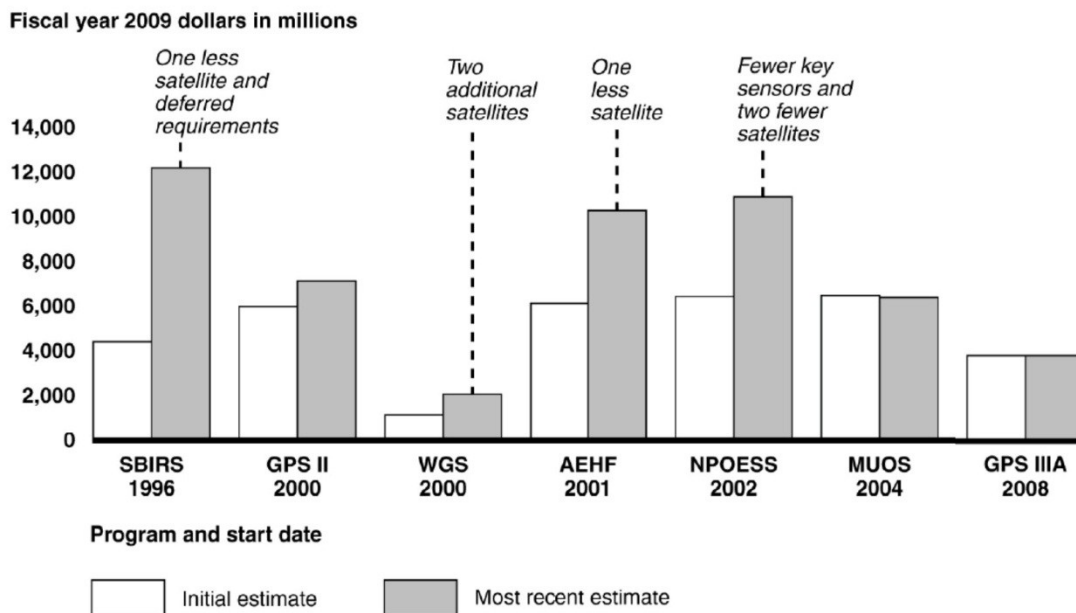 Fiscal year 2009 dollars in millions
One less
satellite and
deferred
requirements
Two
additional
satellites
One
less
satellite
Fewer key
sensors and
two fewer
satellites
14,000
12,000
10,000
8,000
6,000
4,000
2,000
0
SBIRS GPS II WGS AEHF NPOESS MUOS GPS IIIA
1996 2000 2000 2001 2002 2004 2008
Program and start date
Initial estimate Most recent estimate